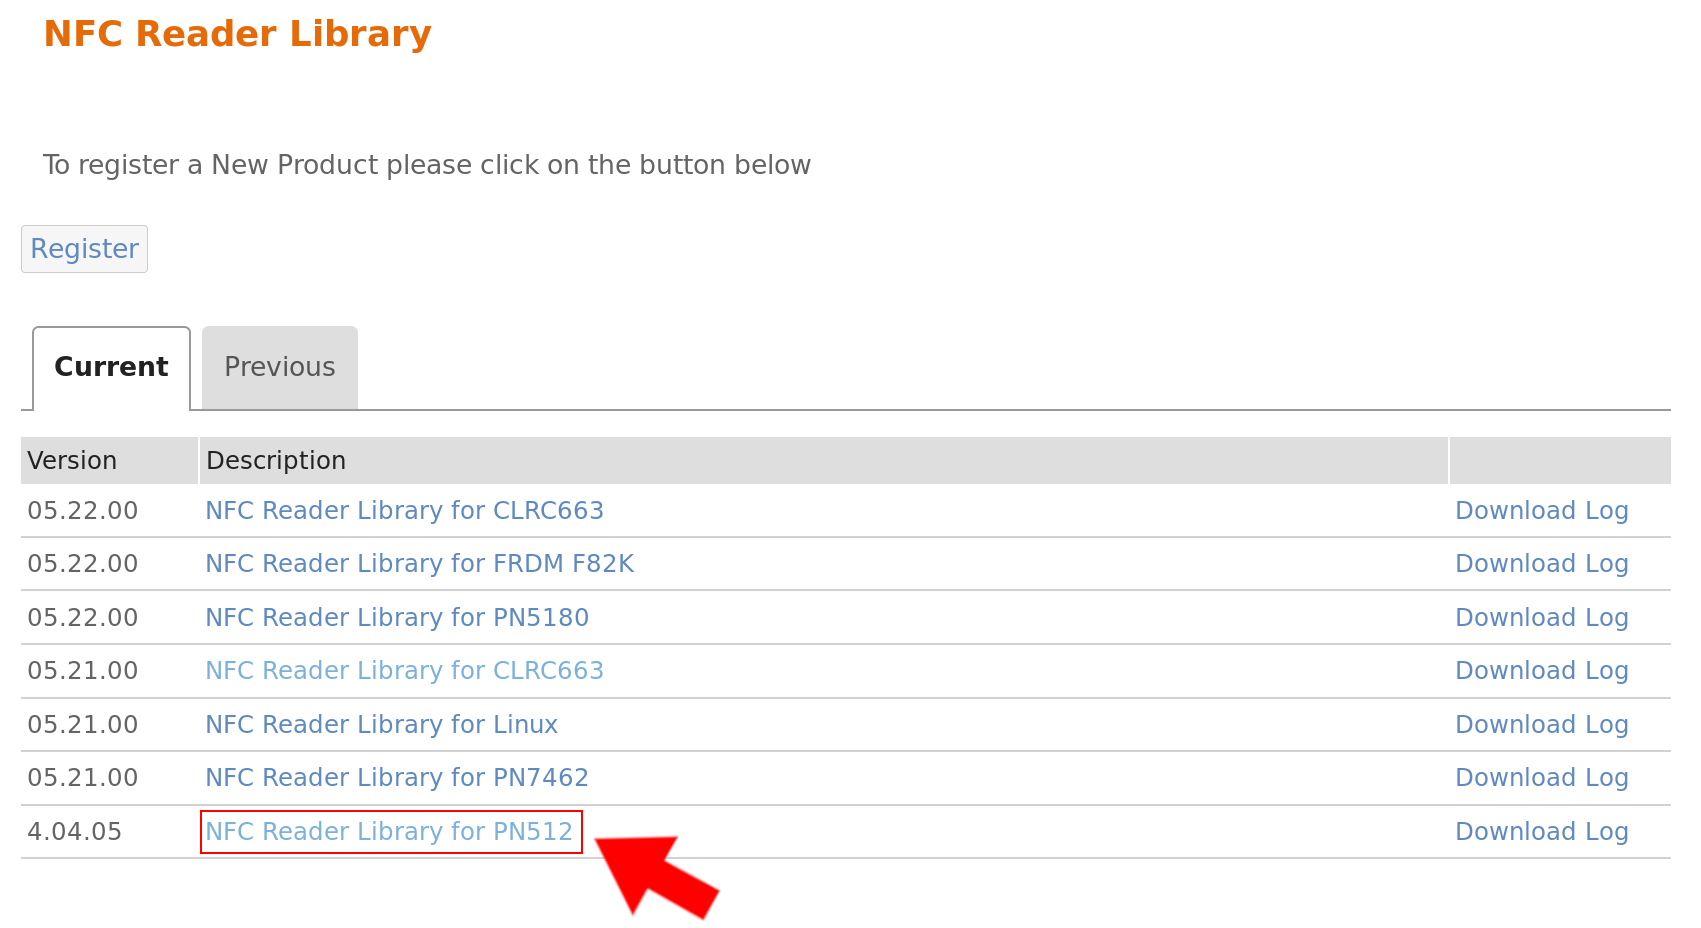 NFC Reader Library
To register a New Product please click on the button below
Register
Current Previous
Version Description
05.22.00 NFC Reader Library for CLRC663 Download Log
05.22.00 NFC Reader Library for FRDM F82K Download Log
05.22.00 NFC Reader Library for PN5180 Download Log
05.21.00 NFC Reader Library for CLRC663 Download Log
05.21.00 NFC Reader Library for Linux Download Log
05.21.00 NFC Reader Library for PN7462 Download Log
4.04.05 NFC Reader Library for PN512 Download Log